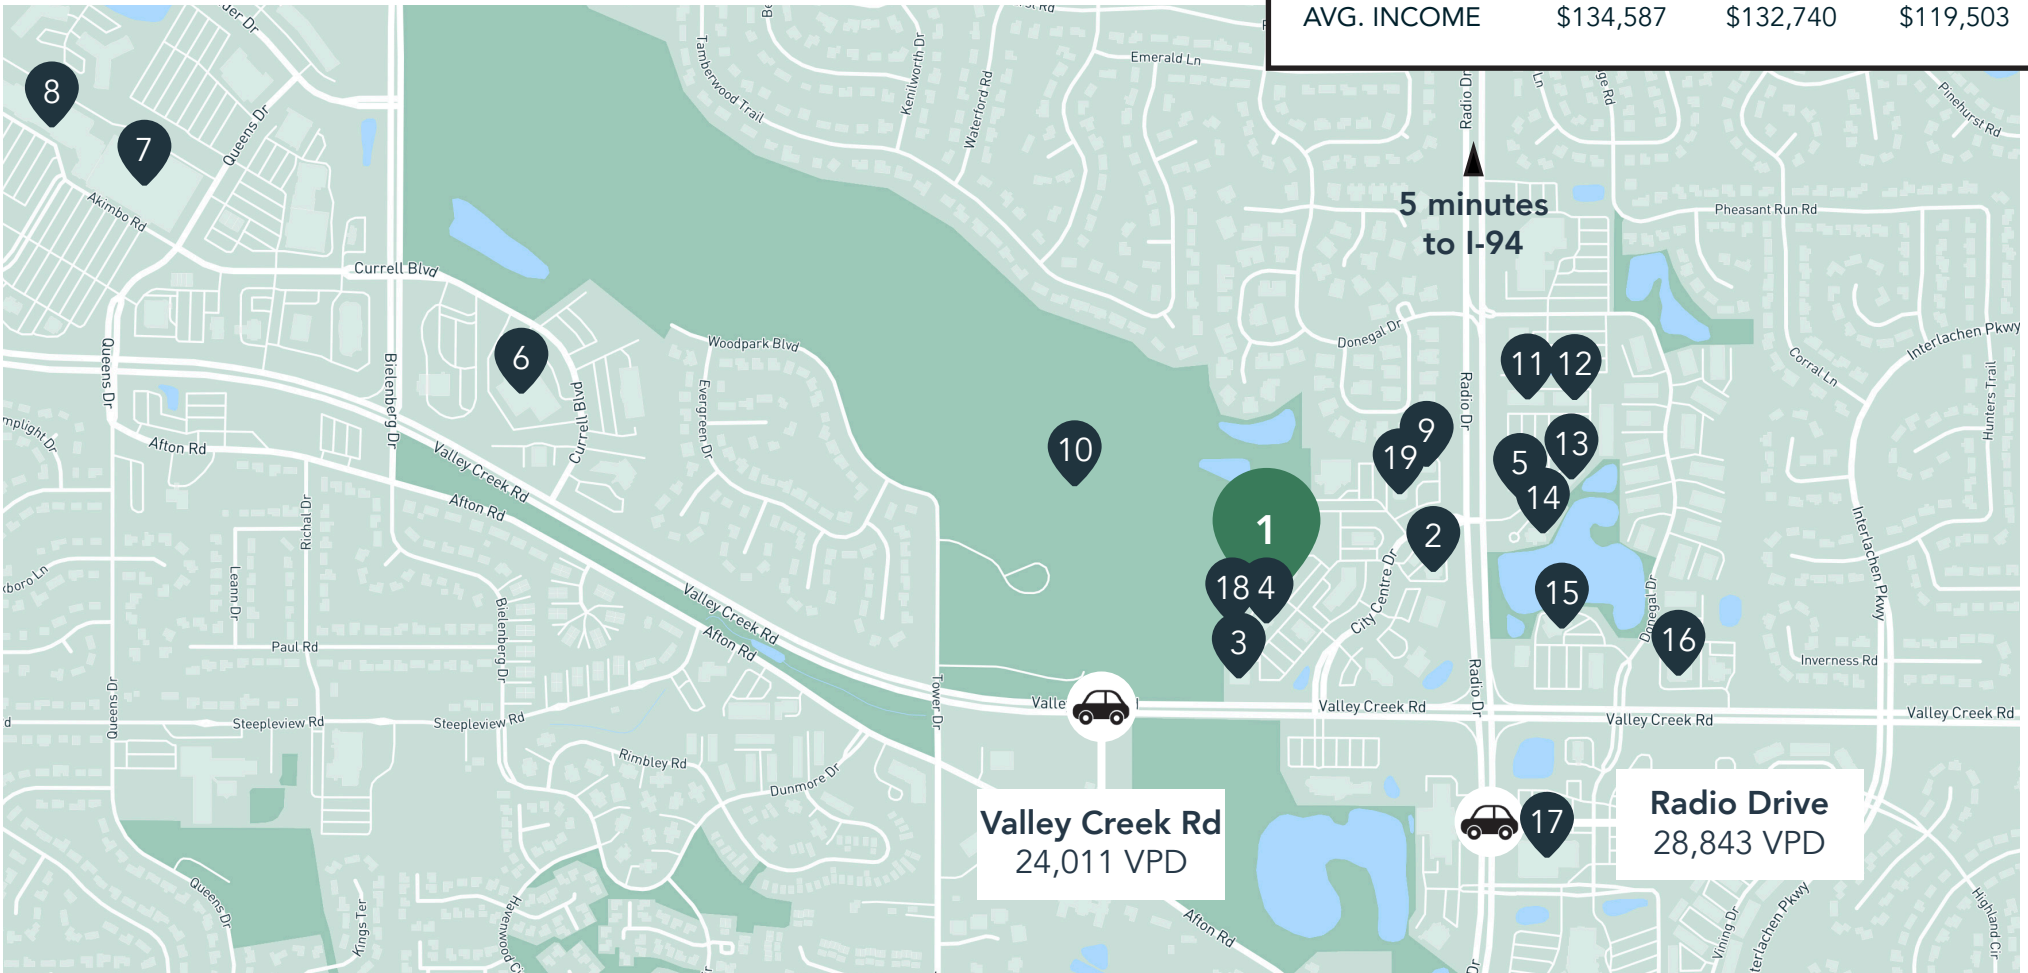 AVG. INCOME $134,587 $132,740 $119,503
Emerald Ln
Tamberwood Trail
Kenilworth Dr
Waterford Rd
Radio Dr
Pinehurst Rd
8
7
Queens Dr
Akimbo Rd
5 minutes
to I-94
Pheasant Run Rd
Currell Blvd
Donegal Dr
Interlachen Pkwy
Woodpark Blvd
6
11
12
Corral Ln
Hunters Trail
Queens Dr
Bielenberg Dr
Currell Blvd
Evergreen Dr
Radio Dr
9
19
10
5
13
14
Afton Rd
Valley Creek Rd
Afton Rd
Richal Dr
1
2
18
4
3
City Centre Dr
15
16
Donegal Dr
Interlachen Pkwy
Leann Dr
Paul Rd
Bielenberg Dr
Valley Creek Rd
Afton Rd
Inverness Rd
Queens Dr
Steepleview Rd
Steepleview Rd
Tower Dr
Valle
Valley Creek Rd
Radio Dr
Valley Creek Rd
Valley Creek Rd
Rimbley Rd
Dunmore Dr
Valley Creek Rd
24,011 VPD
17
Radio Drive
28,843 VPD
Queens Dr
Kings Ter
Afton Rd
Vining Dr
Highland Cir